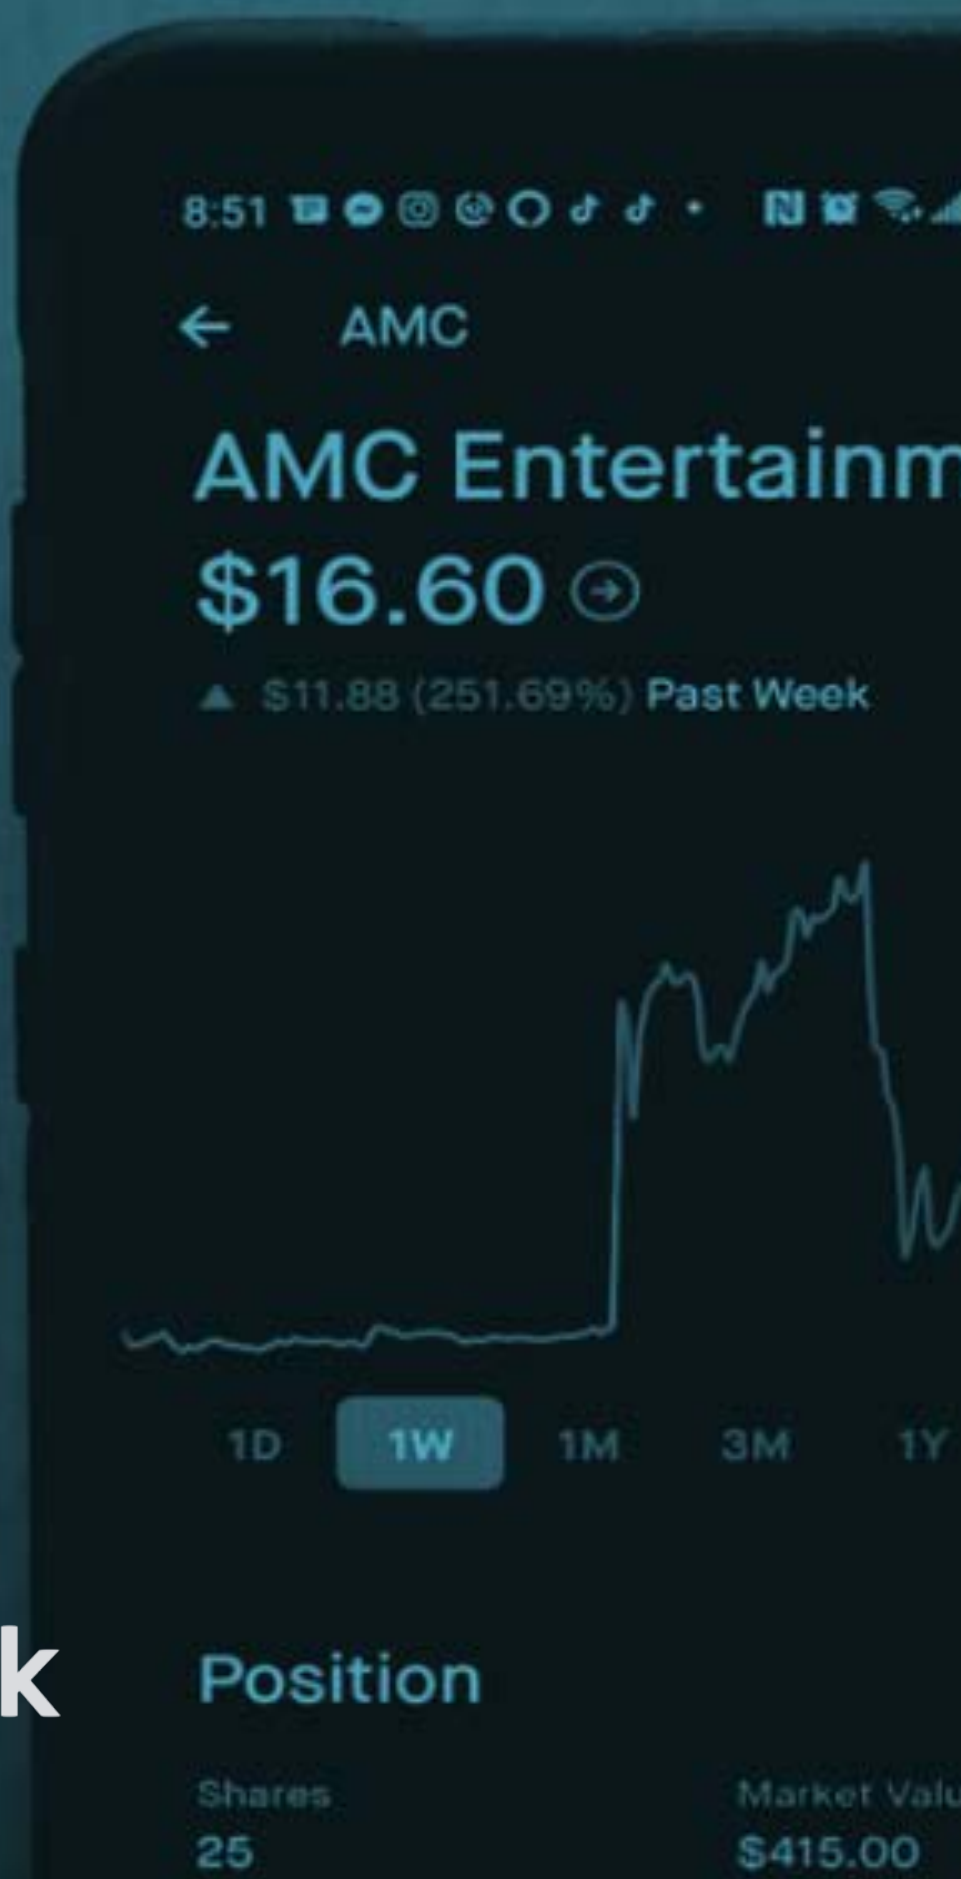 8:51
AMC
AMC Entertainm
$16.60
▲ $11.88 (251.69%) Past Week
1D 1W 1M 3M 1Y
k
Position
Shares Market Valu
25 $415.00